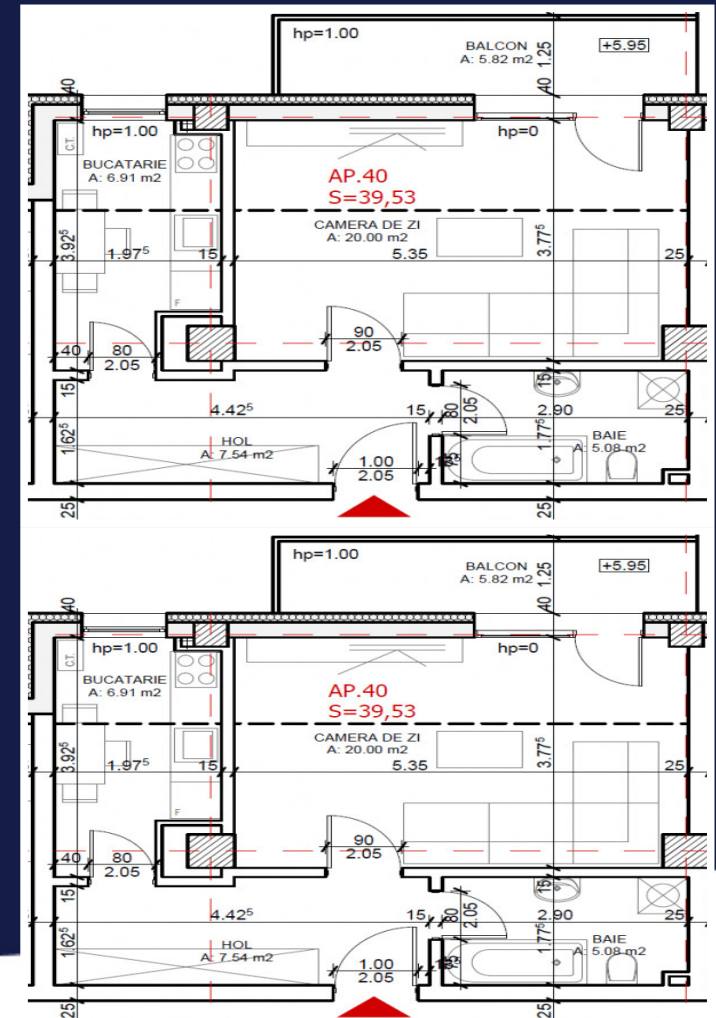 hp=1.00
BALCON
A: 5.82 m2
1.25
+5.95
40
40
hp=1.00
hp=0
C.T.
BUCATARIE
A: 6.91 m2
AP.40
S=39,53
CAMERA DE ZI
A: 20.00 m2
3.92⁵
1.97⁵
15
5.35
3.77⁵
25
F
40
80
2.05
90
2.05
15
15
4.42⁵
15
80
2.05
2.90
25
1.62⁵
HOL
A: 7.54 m2
1.00
2.05
1.77⁵
BAIE
A: 5.08 m2
25
25
hp=1.00
BALCON
A: 5.82 m2
1.25
+5.95
40
40
hp=1.00
hp=0
C.T.
BUCATARIE
A: 6.91 m2
AP.40
S=39,53
CAMERA DE ZI
A: 20.00 m2
3.92⁵
1.97⁵
15
5.35
3.77⁵
25
F
40
80
2.05
90
2.05
15
15
4.42⁵
15
80
2.05
2.90
25
1.62⁵
HOL
A: 7.54 m2
1.00
2.05
1.77⁵
BAIE
A: 5.08 m2
25
25